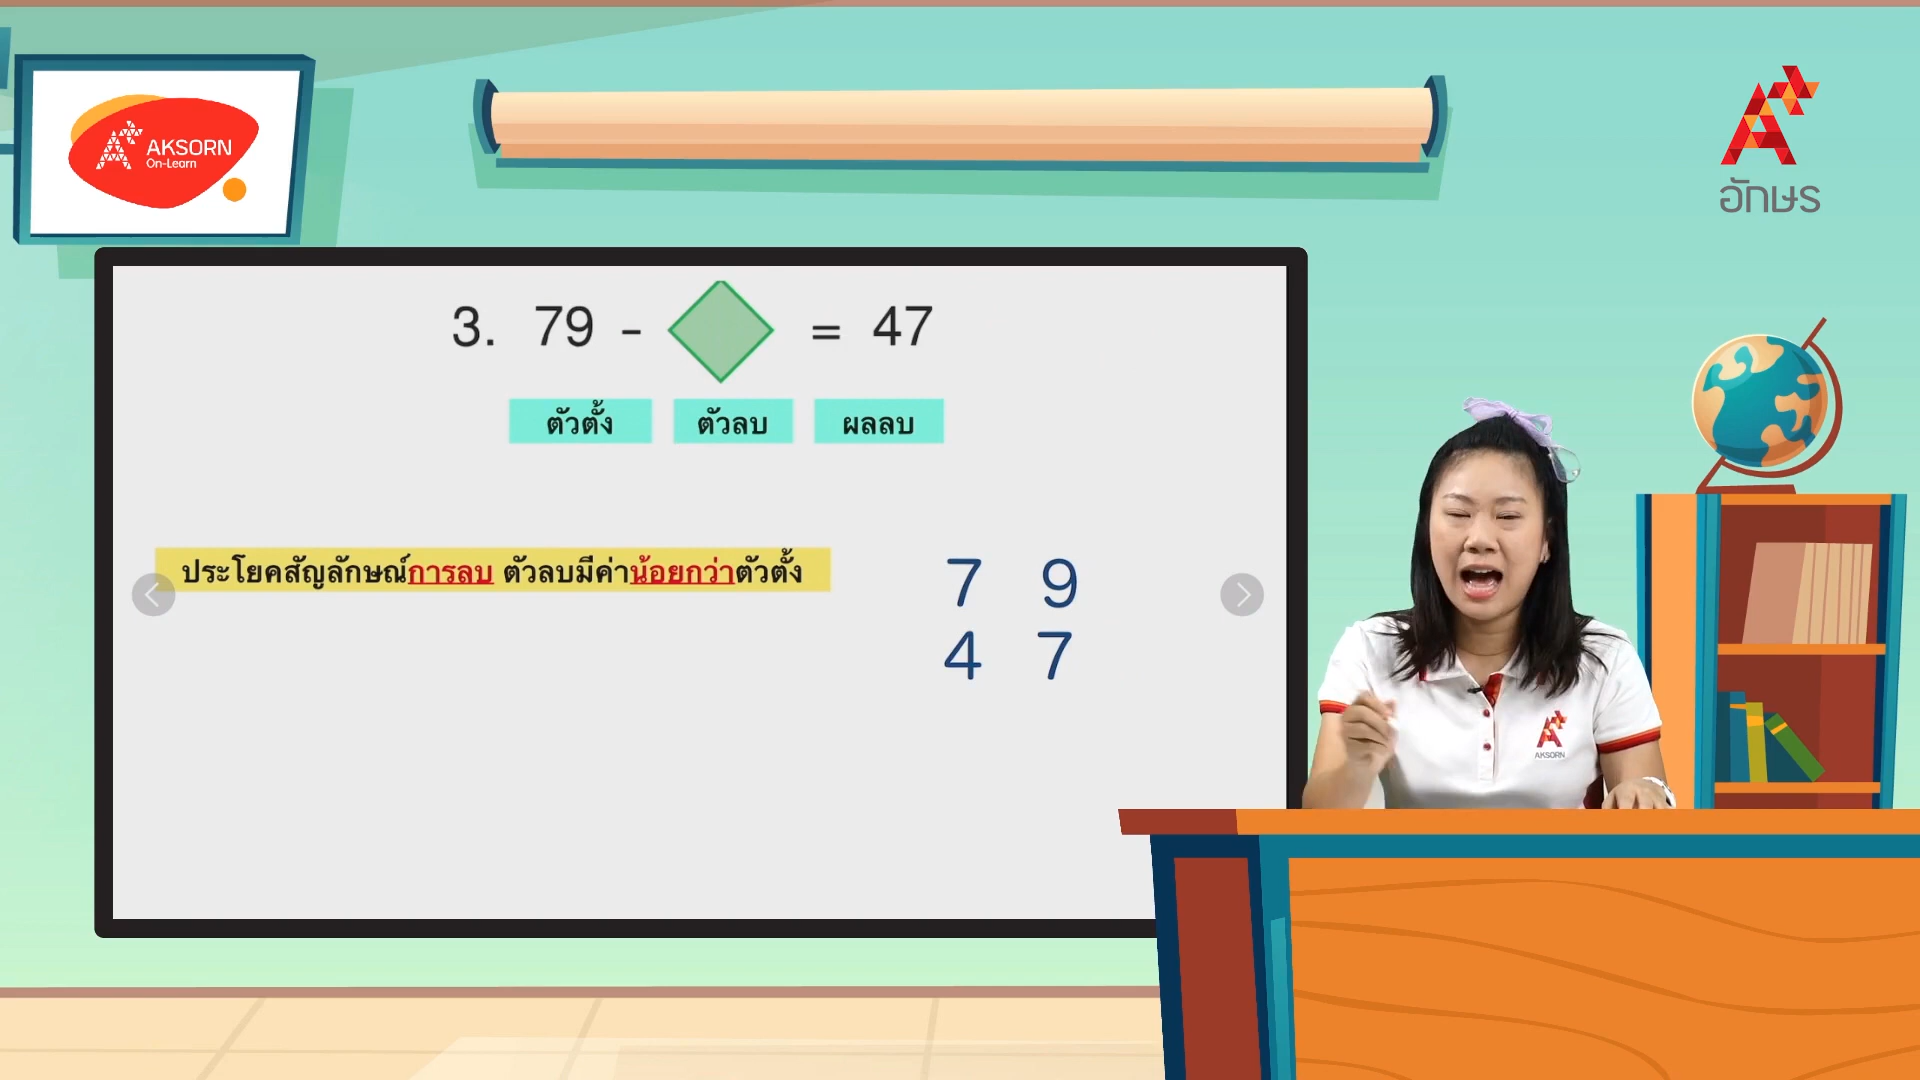 AKSORN
On-Learn
อักษร
3. 79 - = 47
ตัวตั้ง ตัวลบ ผลลบ
ประโยคสัญลักษณ์การลบ ตัวลบมีค่าน้อยกว่าตัวตั้ง
7 9
4 7
AKSORN